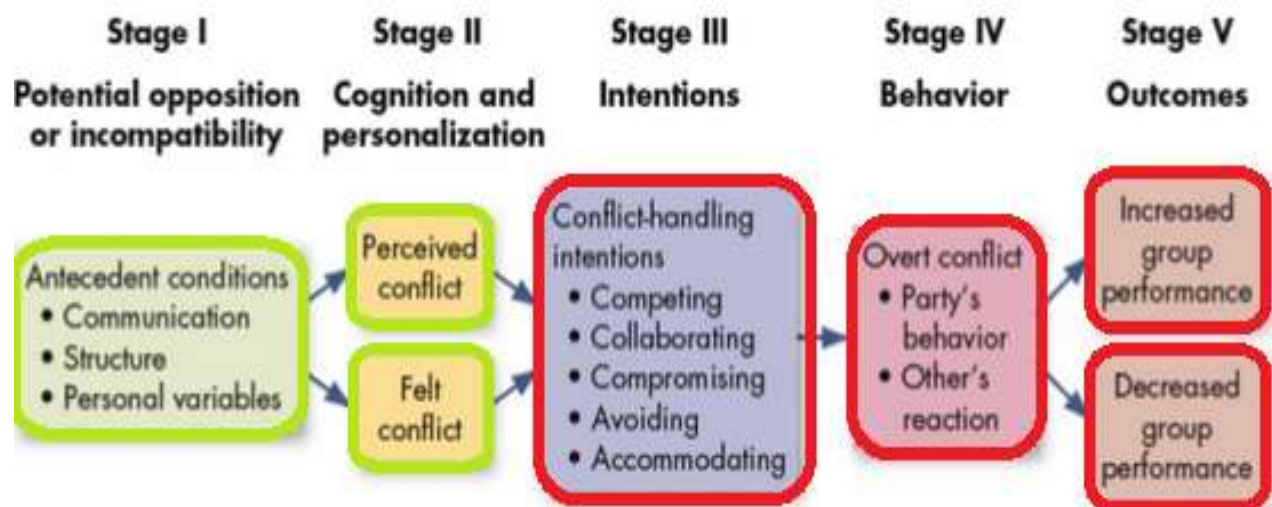 Stage I
Potential opposition
or incompatibility
Stage II
Cognition and
personalization
Stage III
Intentions
Stage IV
Behavior
Stage V
Outcomes
Antecedent conditions
• Communication
• Structure
• Personal variables
Perceived
conflict
Felt
conflict
Conflict-handling
intentions
• Competing
• Collaborating
• Compromising
• Avoiding
• Accommodating
Overt conflict
• Party's
behavior
• Other's
reaction
Increased
group
performance
Decreased
group
performance